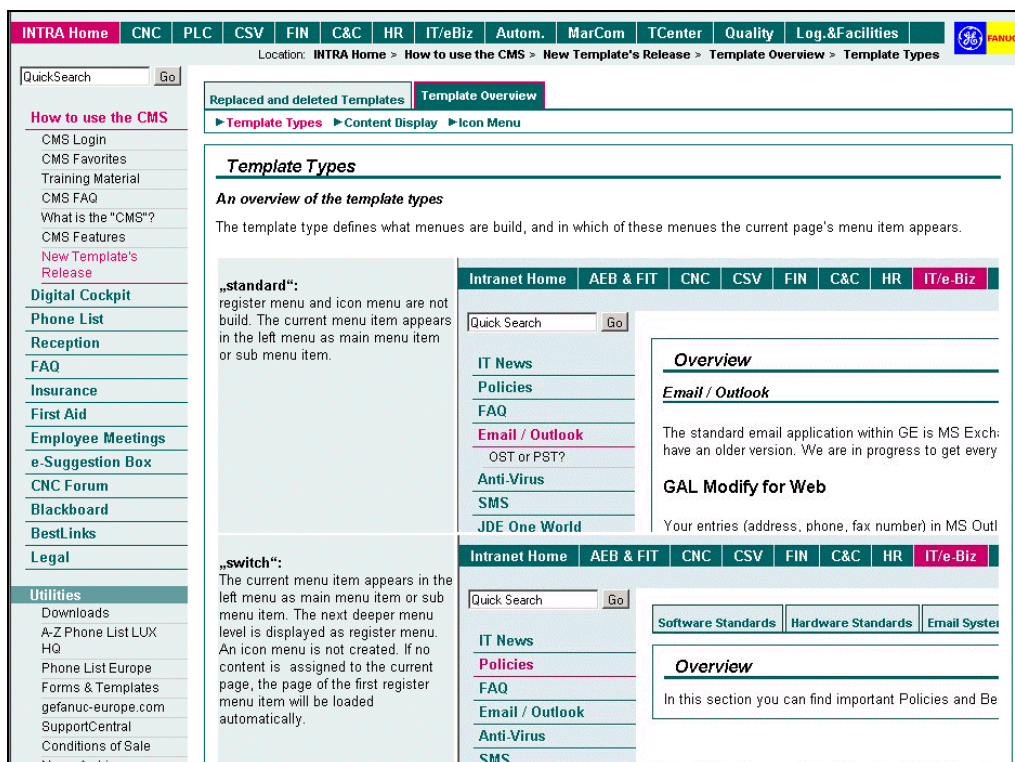 INTRA Home CNC PLC CSV FIN C&C HR IT/eBiz Autom. MarCom TCenter Quality Log.&Facilities
GE FANUC
Location: INTRA Home > How to use the CMS > New Template's Release > Template Overview > Template Types
QuickSearch Go
How to use the CMS
CMS Login
CMS Favorites
Training Material
CMS FAQ
What is the "CMS"?
CMS Features
New Template's
Release
Digital Cockpit
Phone List
Reception
FAQ
Insurance
First Aid
Employee Meetings
e-Suggestion Box
CNC Forum
Blackboard
BestLinks
Legal
Utilities
Downloads
A-Z Phone List LUX
HQ
Phone List Europe
Forms & Templates
gefanuc-europe.com
SupportCentral
Conditions of Sale
Replaced and deleted Templates Template Overview
►Template Types ►Content Display ►Icon Menu
Template Types
An overview of the template types
The template type defines what menues are build, and in which of these menues the current page's menu item appears.
„standard“:
register menu and icon menu are not
build. The current menu item appears
in the left menu as main menu item
or sub menu item.
Intranet Home AEB & FIT CNC CSV FIN C&C HR IT/e-Biz
Quick Search Go
IT News
Policies
FAQ
Email / Outlook
OST or PST?
Anti-Virus
SMS
JDE One World
Overview
Email / Outlook
The standard email application within GE is MS Exch
have an older version. We are in progress to get every
GAL Modify for Web
Your entries (address, phone, fax number) in MS Outl
„switch“:
The current menu item appears in the
left menu as main menu item or sub
menu item. The next deeper menu
level is displayed as register menu.
An icon menu is not created. If no
content is assigned to the current
page, the page of the first register
menu item will be loaded
automatically.
Intranet Home AEB & FIT CNC CSV FIN C&C HR IT/e-Biz
Quick Search Go
IT News
Policies
FAQ
Email / Outlook
Anti-Virus
SMS
Software Standards Hardware Standards Email Syste
Overview
In this section you can find important Policies and Be